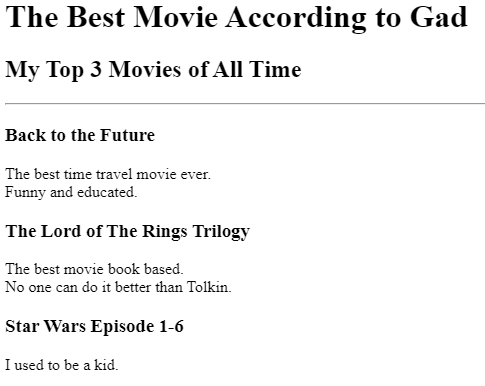 The Best Movie According to Gad
My Top 3 Movies of All Time
Back to the Future
The best time travel movie ever.
Funny and educated.
The Lord of The Rings Trilogy
The best movie book based.
No one can do it better than Tolkin.
Star Wars Episode 1-6
I used to be a kid.